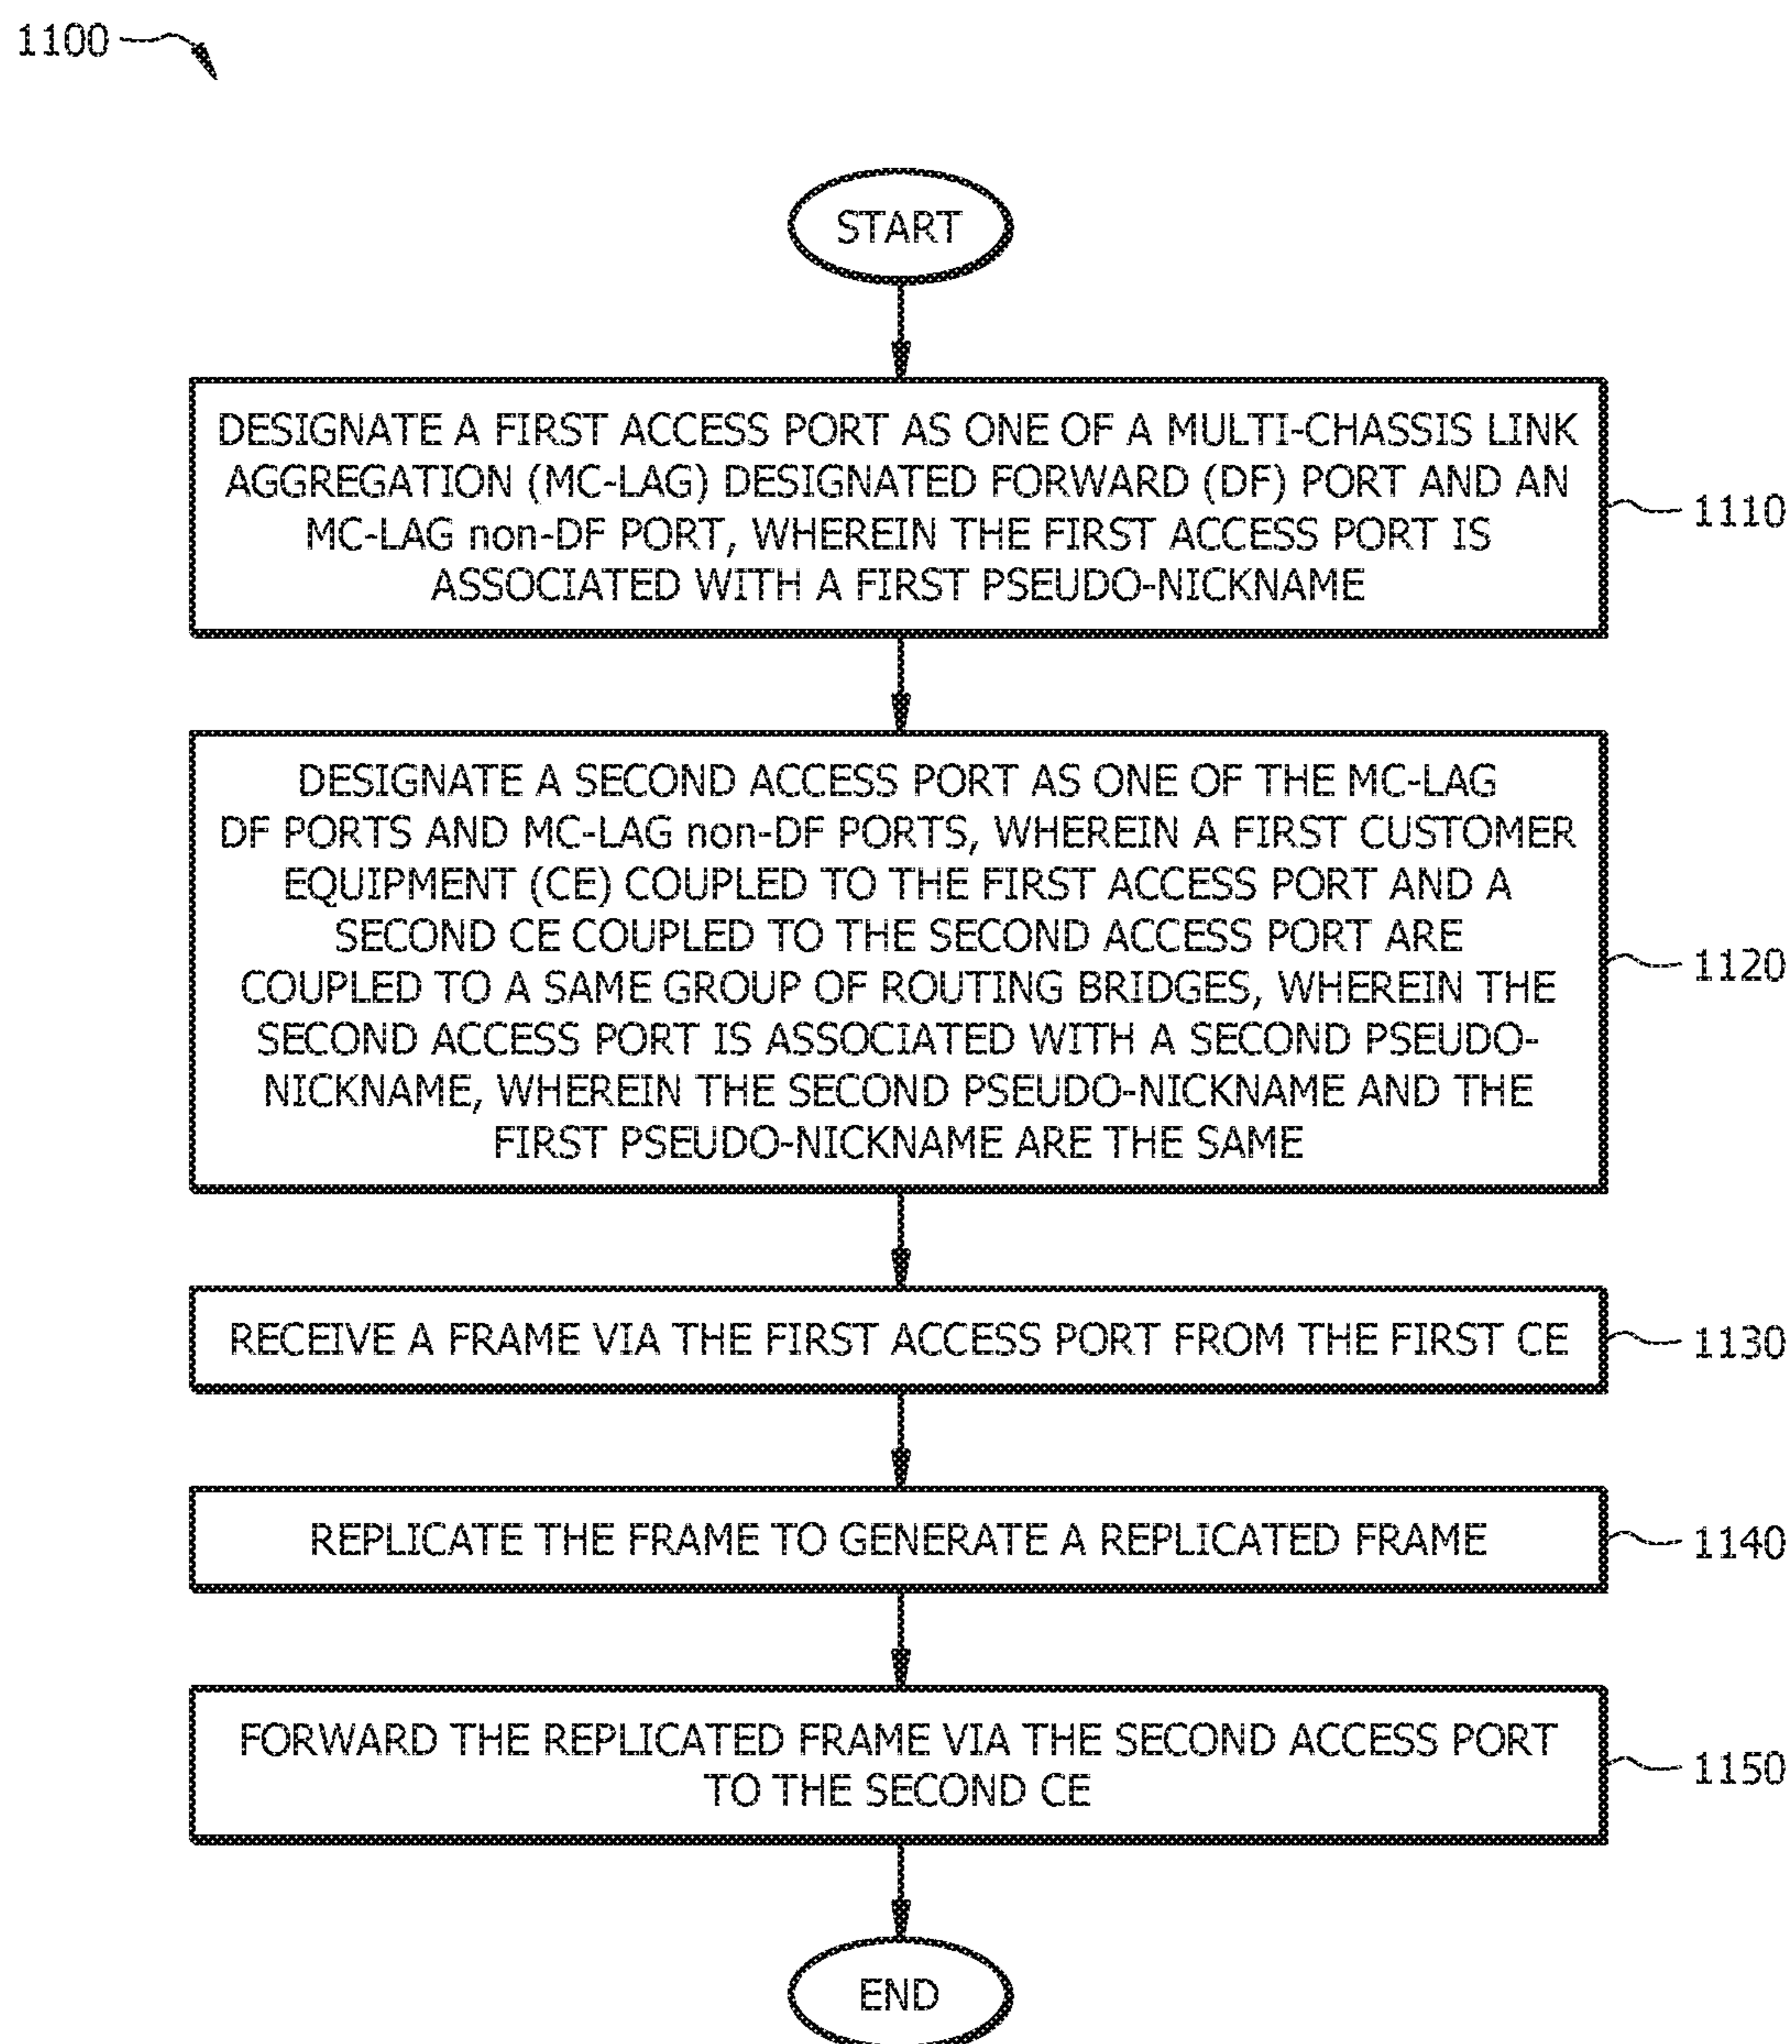 1100
START
DESIGNATE A FIRST ACCESS PORT AS ONE OF A MULTI-CHASSIS LINK
AGGREGATION (MC-LAG) DESIGNATED FORWARD (DF) PORT AND AN
MC-LAG non-DF PORT, WHEREIN THE FIRST ACCESS PORT IS
ASSOCIATED WITH A FIRST PSEUDO-NICKNAME
1110
DESIGNATE A SECOND ACCESS PORT AS ONE OF THE MC-LAG
DF PORTS AND MC-LAG non-DF PORTS, WHEREIN A FIRST CUSTOMER
EQUIPMENT (CE) COUPLED TO THE FIRST ACCESS PORT AND A
SECOND CE COUPLED TO THE SECOND ACCESS PORT ARE
COUPLED TO A SAME GROUP OF ROUTING BRIDGES, WHEREIN THE
SECOND ACCESS PORT IS ASSOCIATED WITH A SECOND PSEUDO-
NICKNAME, WHEREIN THE SECOND PSEUDO-NICKNAME AND THE
FIRST PSEUDO-NICKNAME ARE THE SAME
1120
RECEIVE A FRAME VIA THE FIRST ACCESS PORT FROM THE FIRST CE
1130
REPLICATE THE FRAME TO GENERATE A REPLICATED FRAME
1140
FORWARD THE REPLICATED FRAME VIA THE SECOND ACCESS PORT
TO THE SECOND CE
1150
END